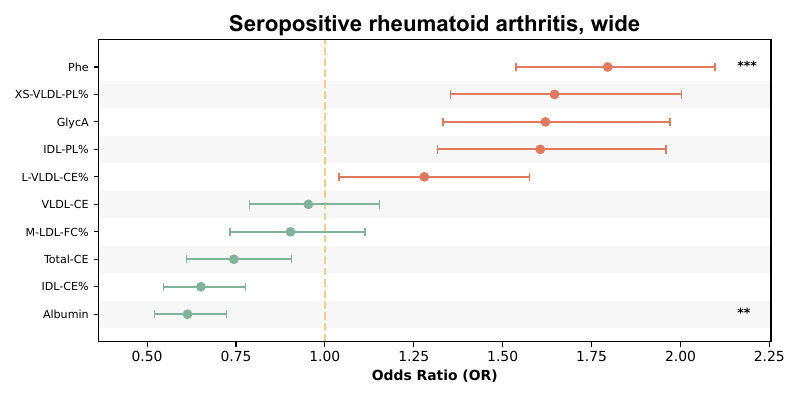 Seropositive rheumatoid arthritis, wide
Phe ***
XS-VLDL-PL%
GlycA
IDL-PL%
L-VLDL-CE%
VLDL-CE
M-LDL-FC%
Total-CE
IDL-CE%
Albumin **
0.50 0.75 1.00 1.25 1.50 1.75 2.00 2.25
Odds Ratio (OR)